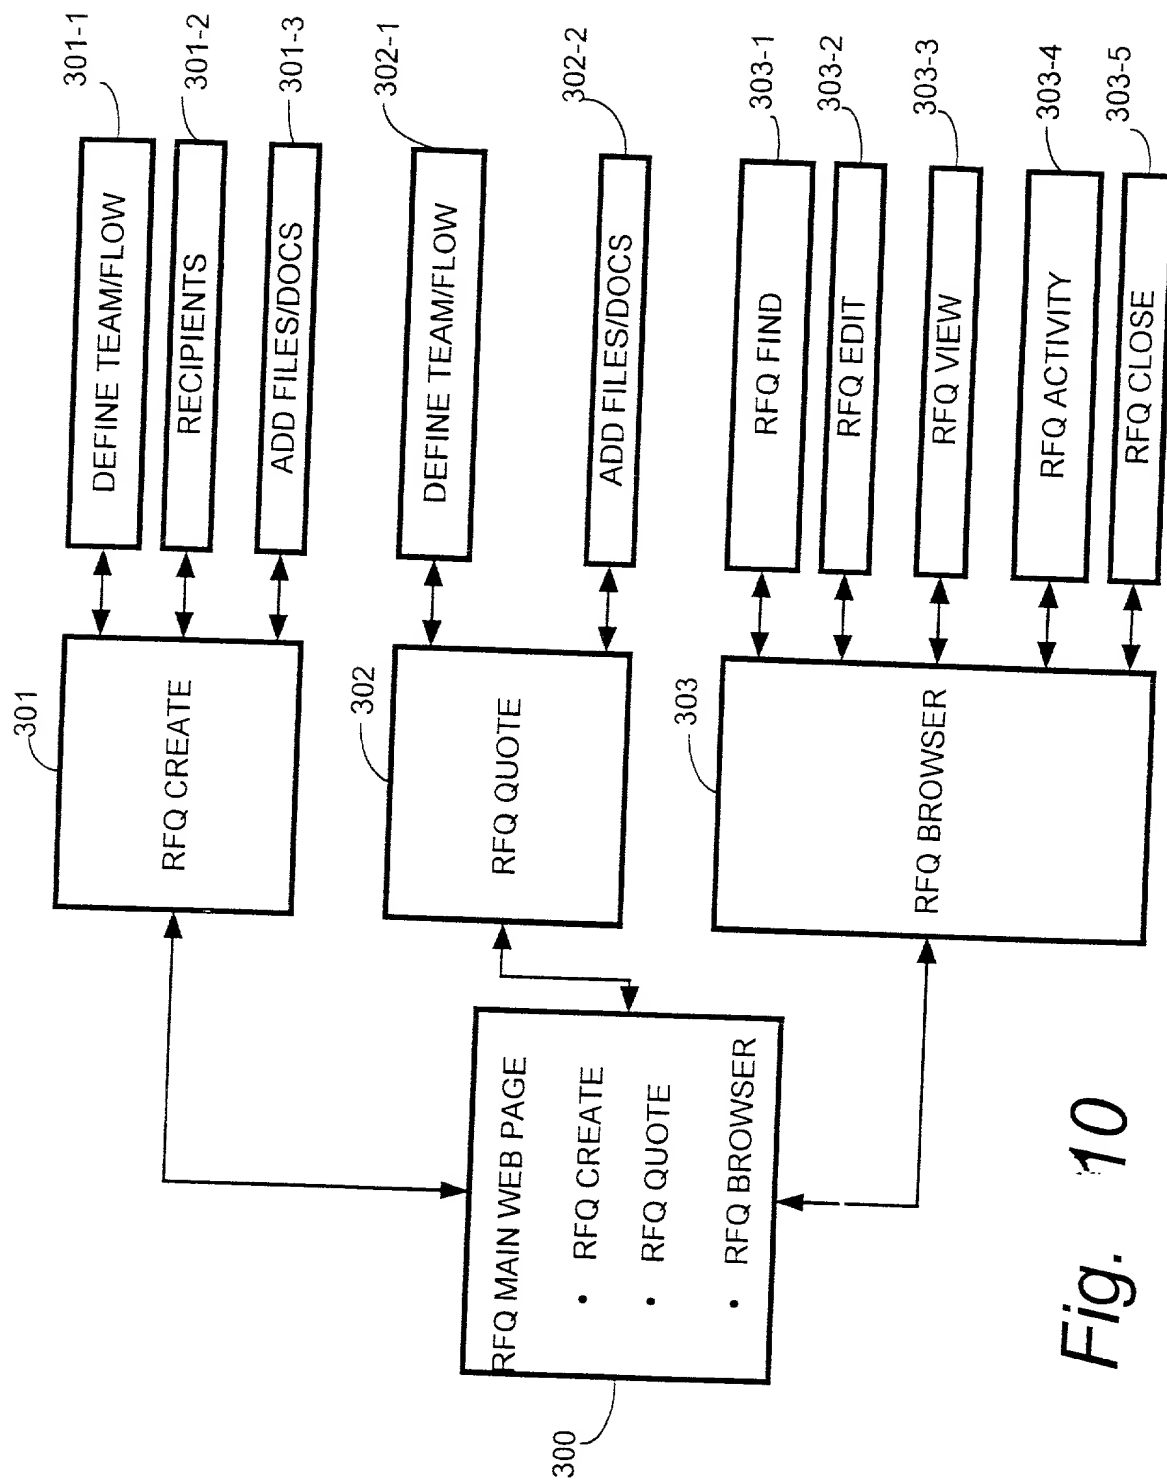 301-1
DEFINE TEAM/FLOW
301-2
RECIPIENTS
301-3
ADD FILES/DOCS
301
RFQ CREATE
302-1
DEFINE TEAM/FLOW
302-2
ADD FILES/DOCS
302
RFQ QUOTE
303-1
RFQ FIND
303-2
RFQ EDIT
303-3
RFQ VIEW
303-4
RFQ ACTIVITY
303-5
RFQ CLOSE
303
RFQ BROWSER
RFQ MAIN WEB PAGE
• RFQ CREATE
• RFQ QUOTE
• RFQ BROWSER
300
Fig. 10